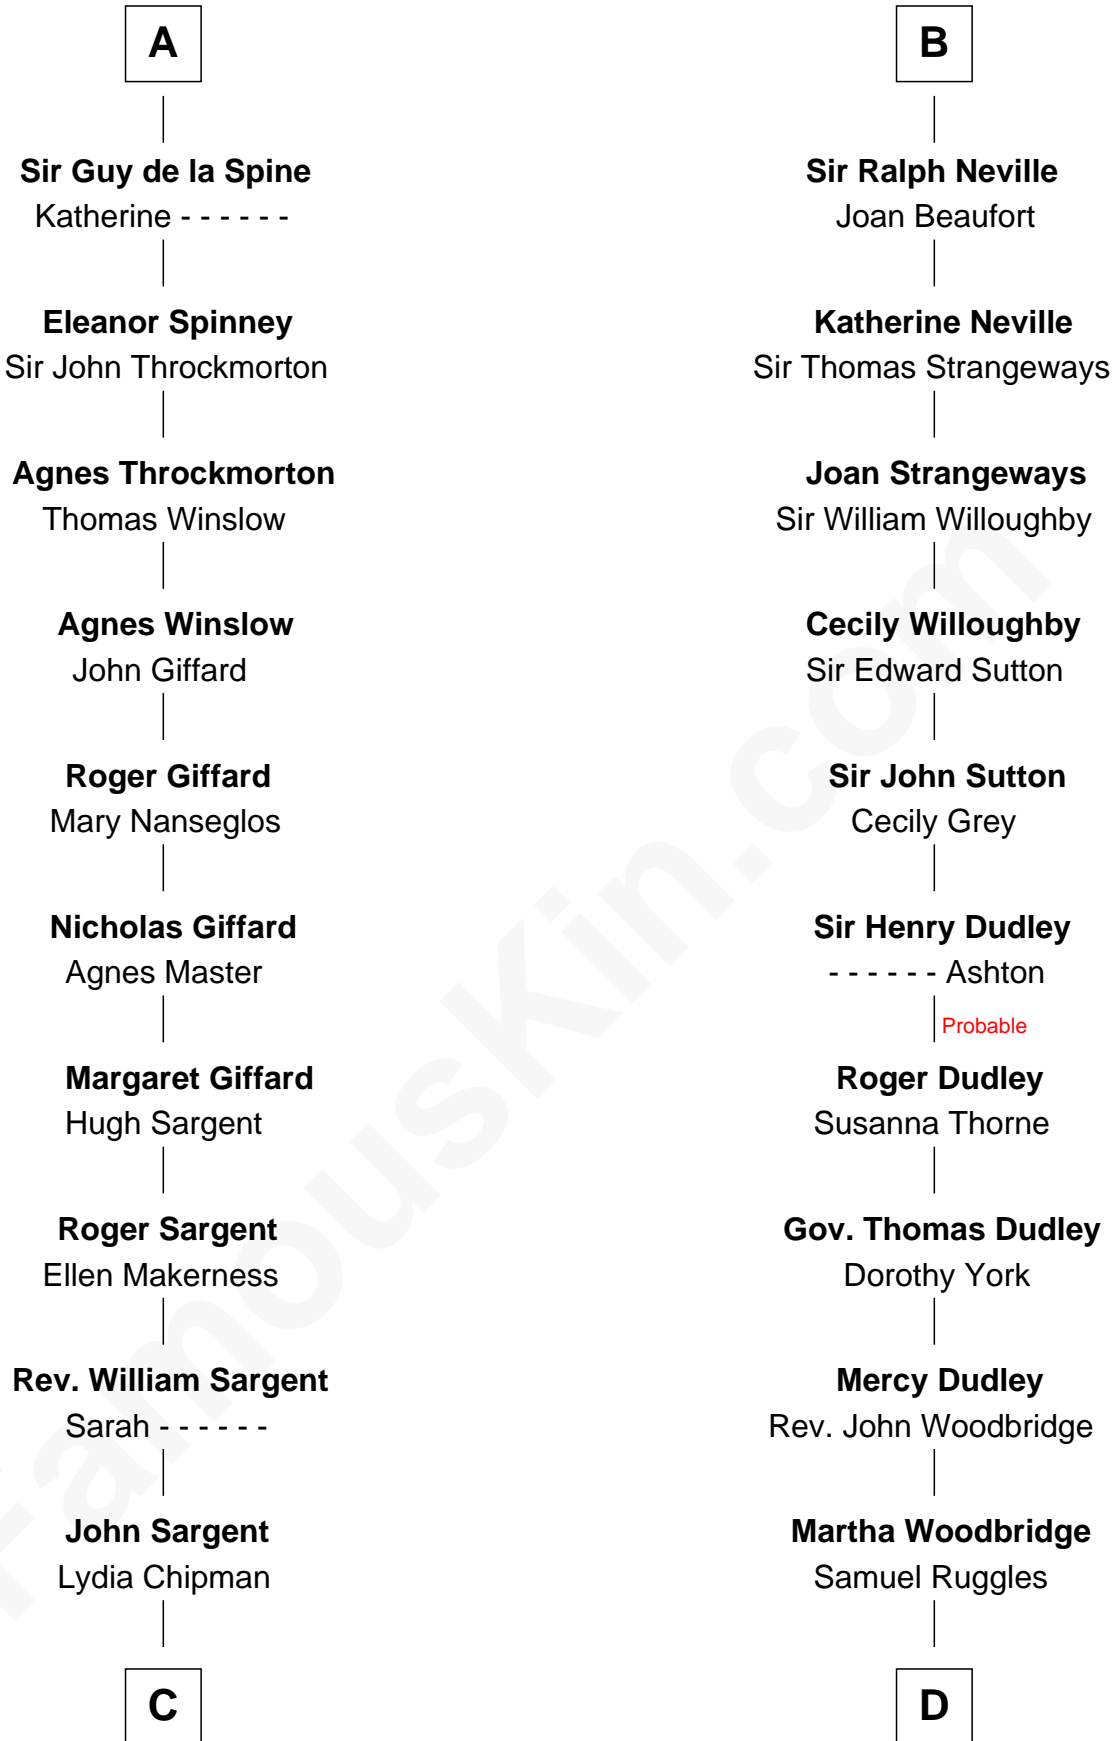 A
Sir Guy de la Spine
Katherine - - - - - -
Eleanor Spinney
Sir John Throckmorton
Agnes Throckmorton
Thomas Winslow
Agnes Winslow
John Giffard
Roger Giffard
Mary Nanseglos
Nicholas Giffard
Agnes Master
Margaret Giffard
Hugh Sargent
Roger Sargent
Ellen Makerness
Rev. William Sargent
Sarah - - - - - -
John Sargent
Lydia Chipman
C
B
Sir Ralph Neville
Joan Beaufort
Katherine Neville
Sir Thomas Strangeways
Joan Strangeways
Sir William Willoughby
Cecily Willoughby
Sir Edward Sutton
Sir John Sutton
Cecily Grey
Sir Henry Dudley
- - - - - - Ashton
Probable
Roger Dudley
Susanna Thorne
Gov. Thomas Dudley
Dorothy York
Mercy Dudley
Rev. John Woodbridge
Martha Woodbridge
Samuel Ruggles
D
FamousKin.com